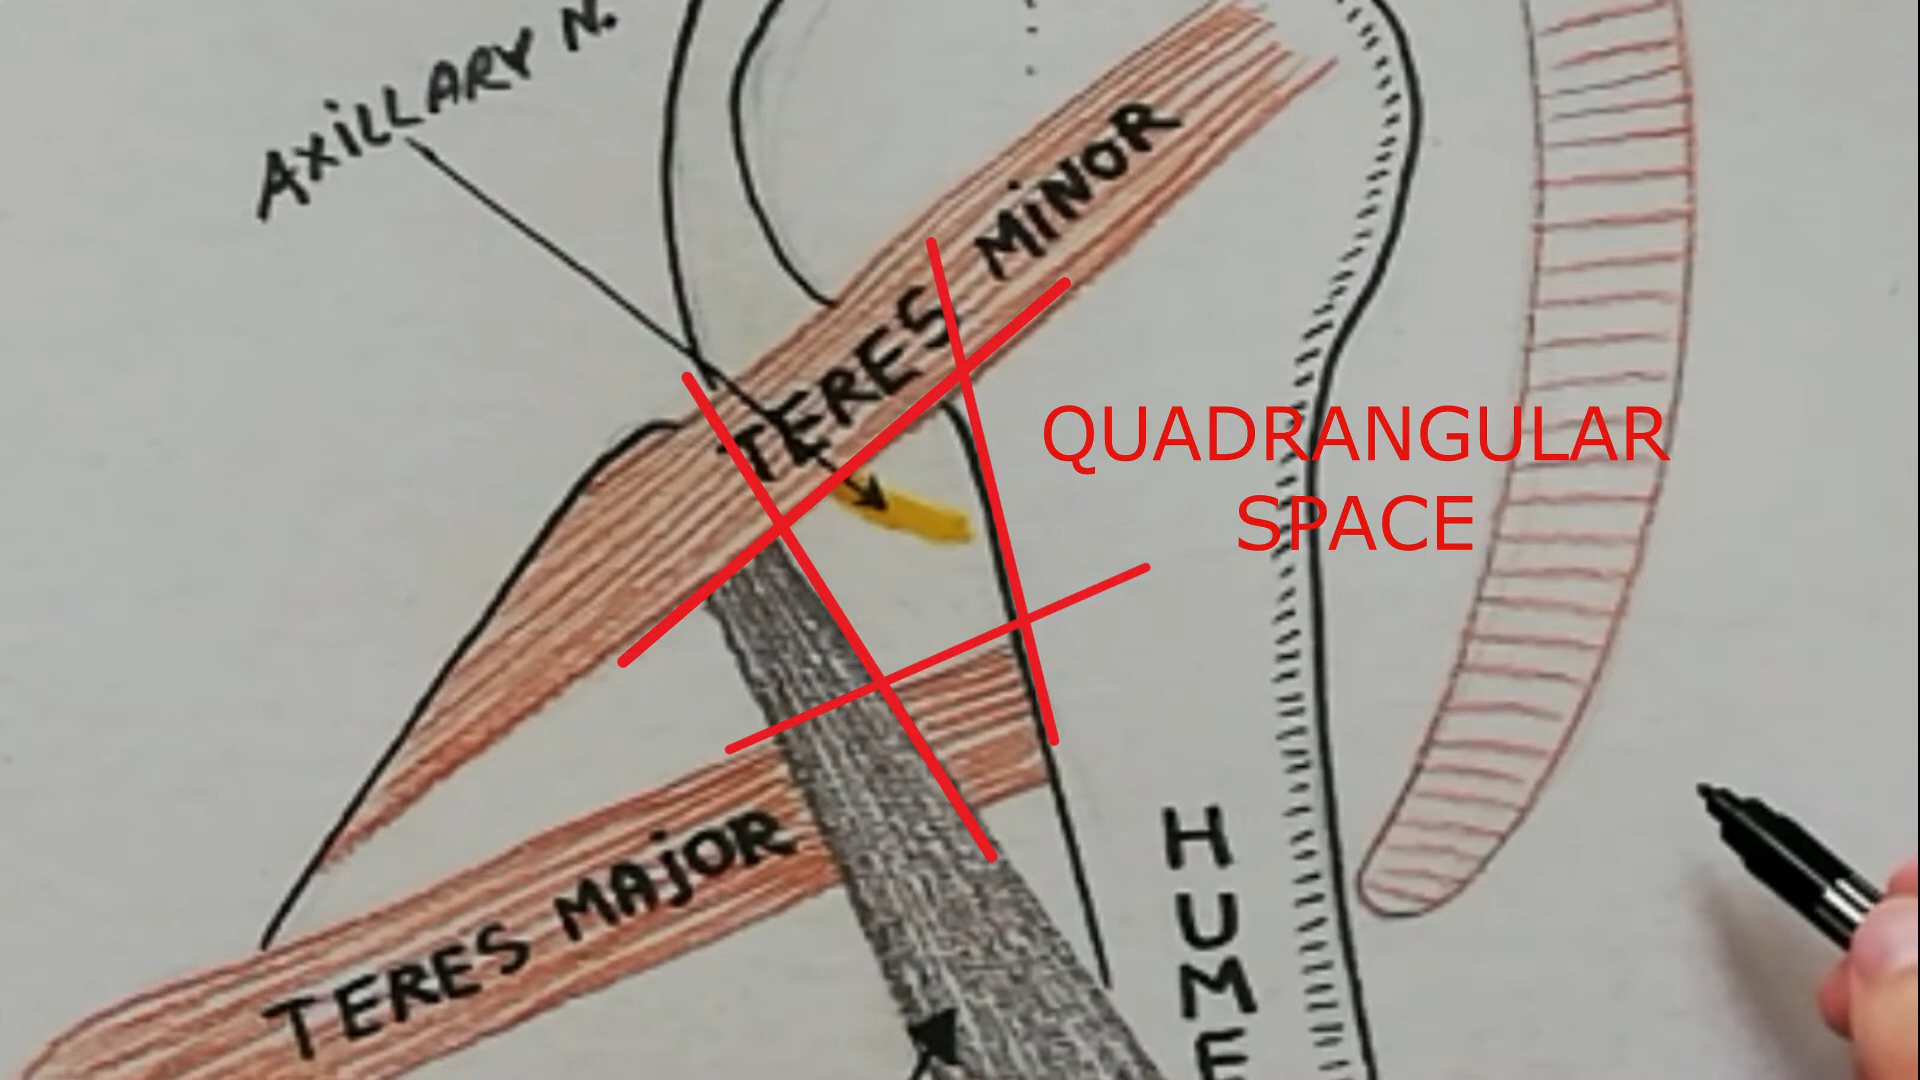 AXiLLARY N.
TERES MiNOR
QUADRANGULAR
SPACE
TERES MAjOR
HUME